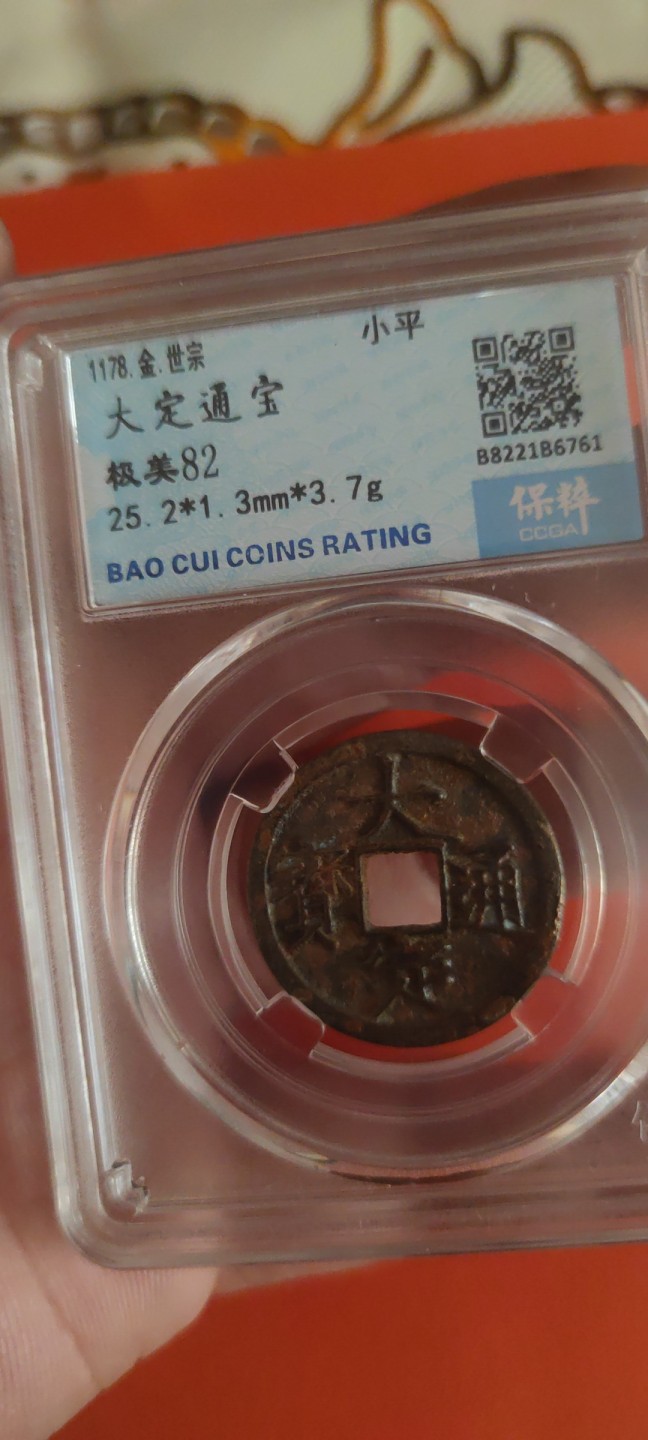 1178.金.世宗
小平
大定通宝
极美82
25.2*1.3mm*3.7g
BAO CUI COINS RATING
B8221B6761
保粹
CCGA
大
寳 通
定